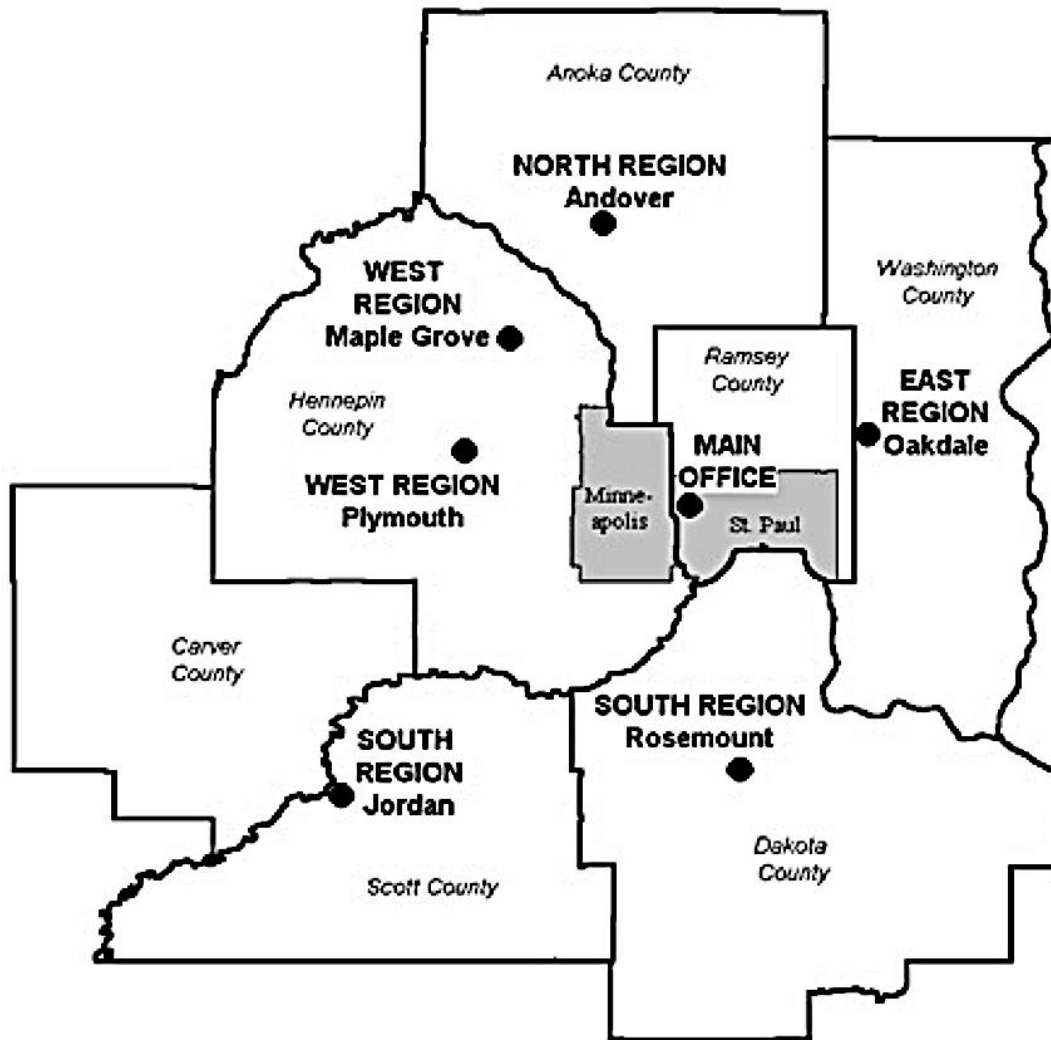 Anoka County
NORTH REGION
Andover
WEST
REGION
Maple Grove
Washington
County
Ramsey
County
Hennepin
County
EAST
REGION
Oakdale
MAIN
OFFICE
WEST REGION
Plymouth
Minne-
apolis
St. Paul
Carver
County
SOUTH REGION
Rosemount
SOUTH
REGION
Jordan
Dakota
County
Scott County